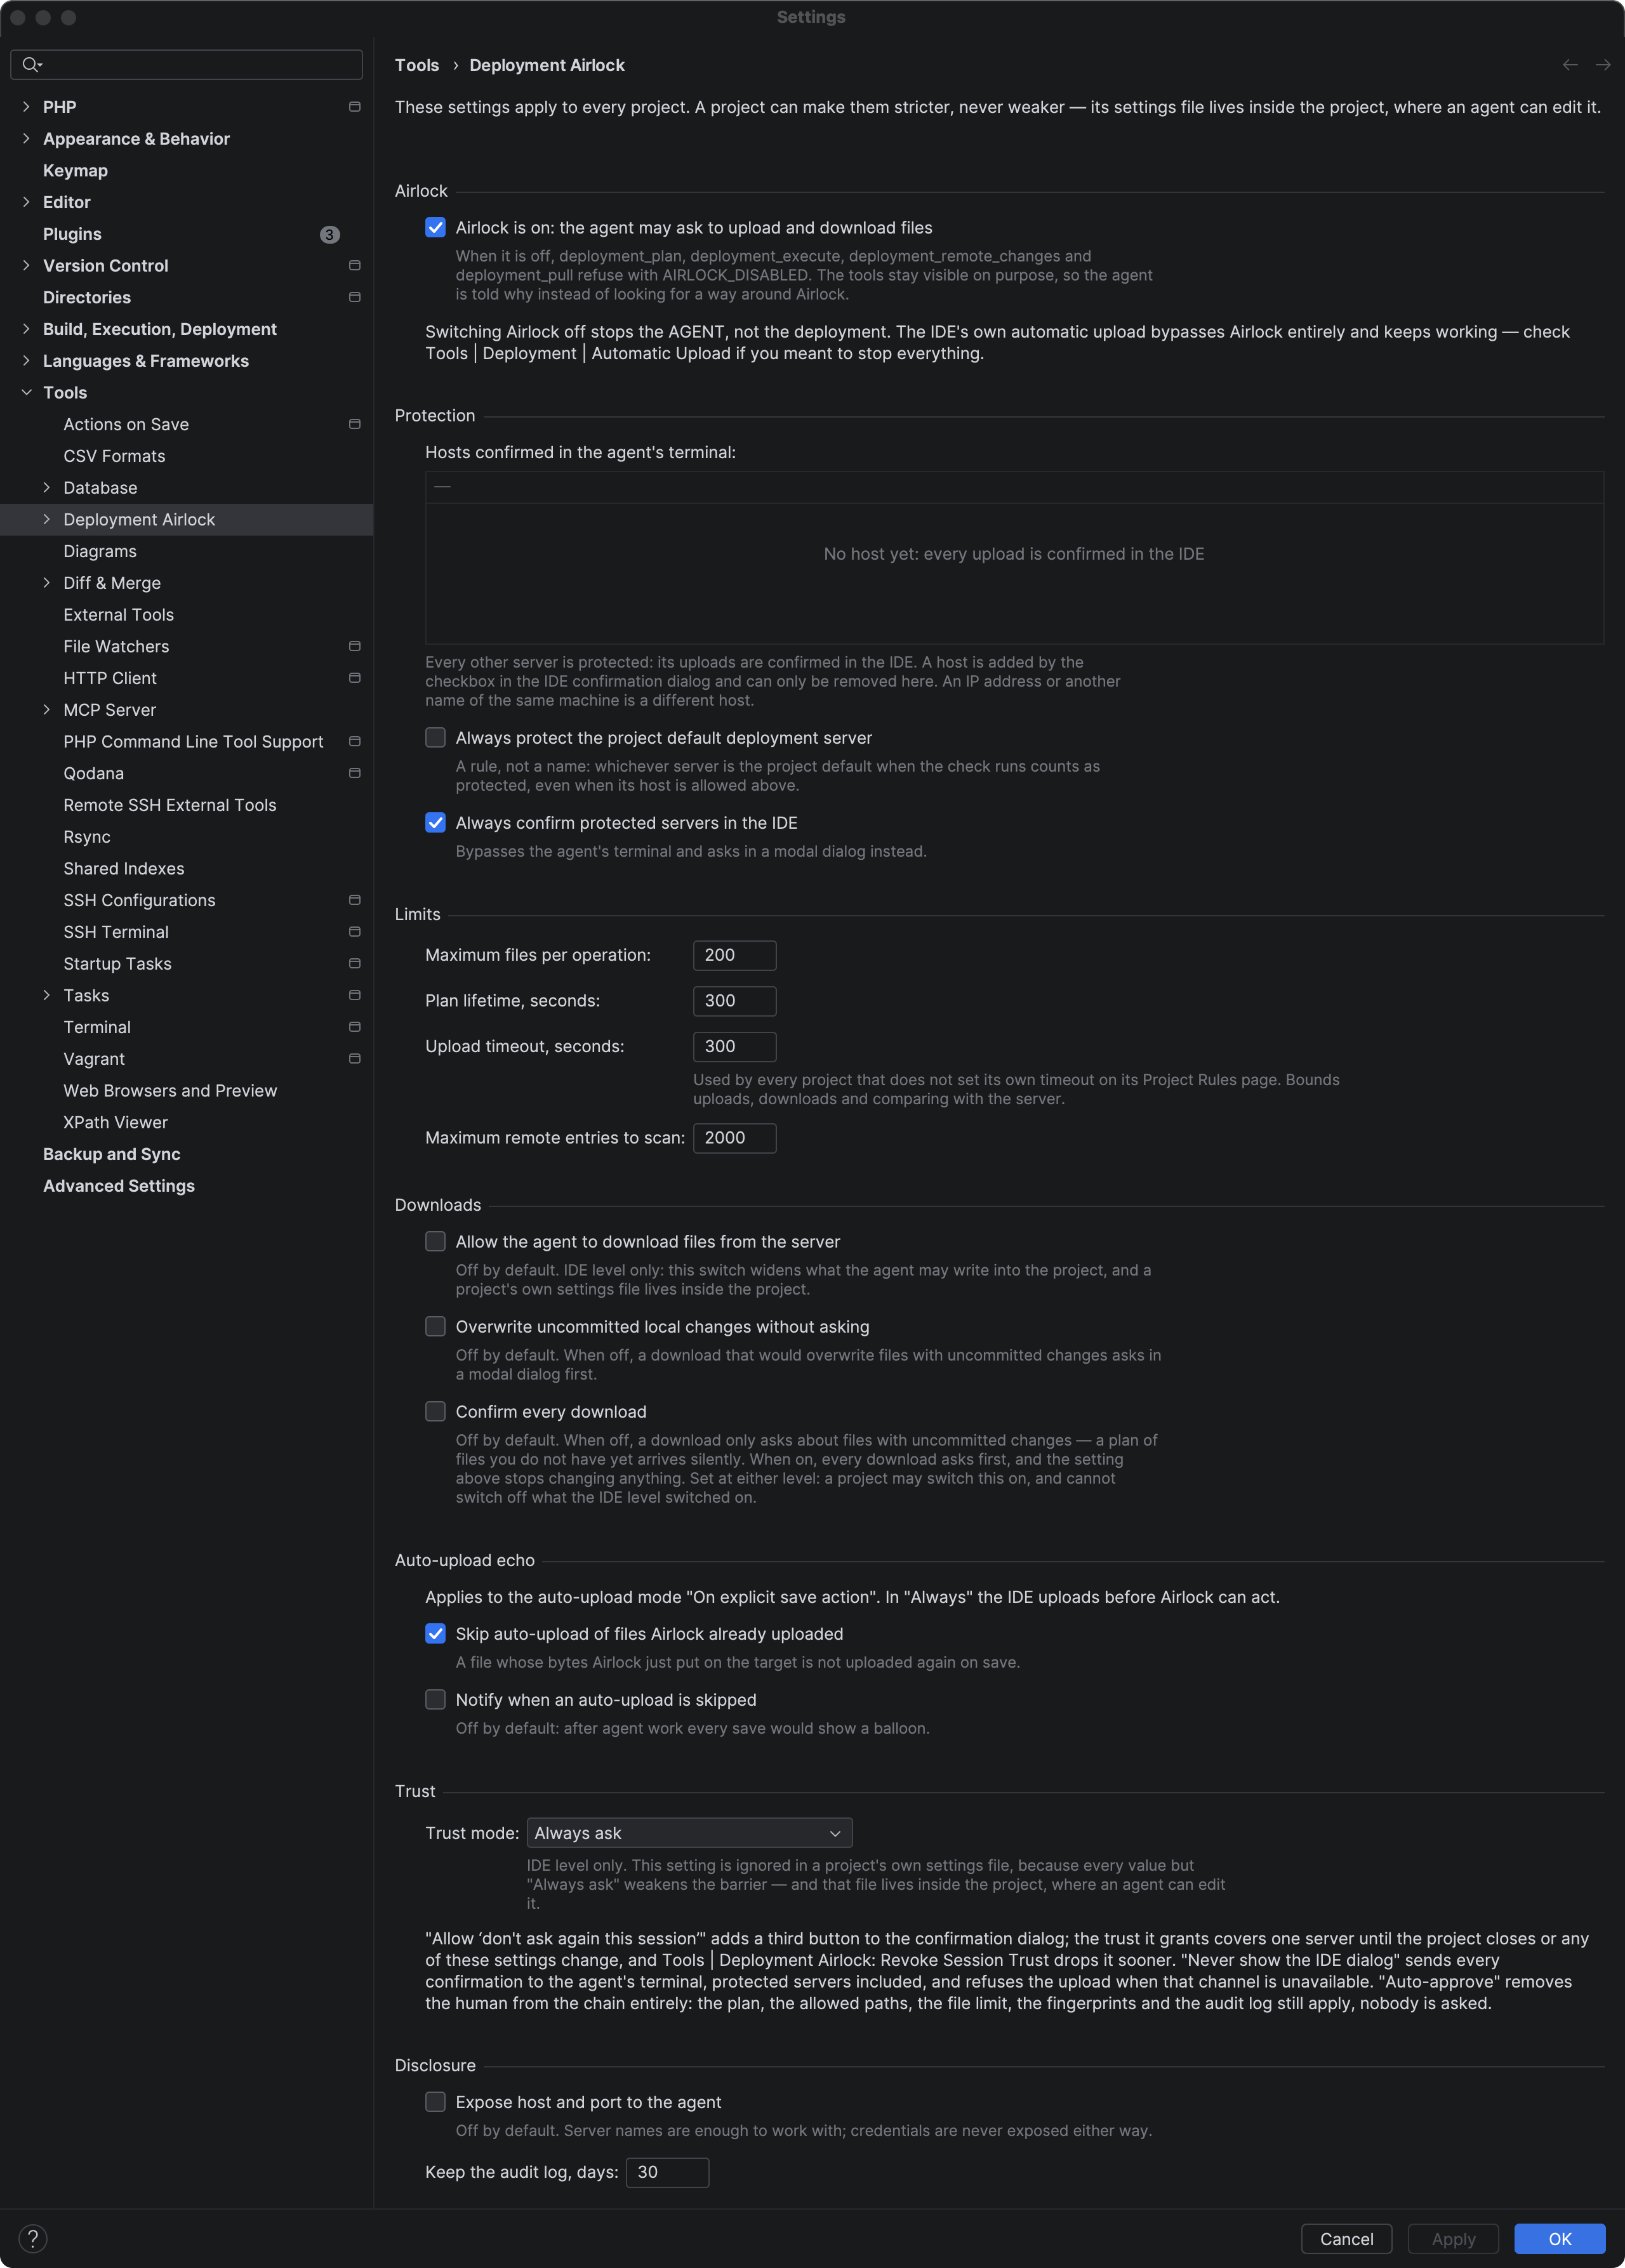 Settings
PHP
Appearance & Behavior
Keymap
Editor
Plugins 3
Version Control
Directories
Build, Execution, Deployment
Languages & Frameworks
Tools
Actions on Save
CSV Formats
Database
Deployment Airlock
Diagrams
Diff & Merge
External Tools
File Watchers
HTTP Client
MCP Server
PHP Command Line Tool Support
Qodana
Remote SSH External Tools
Rsync
Shared Indexes
SSH Configurations
SSH Terminal
Startup Tasks
Tasks
Terminal
Vagrant
Web Browsers and Preview
XPath Viewer
Backup and Sync
Advanced Settings
Tools › Deployment Airlock
These settings apply to every project. A project can make them stricter, never weaker — its settings file lives inside the project, where an agent can edit it.
Airlock
Airlock is on: the agent may ask to upload and download files
When it is off, deployment_plan, deployment_execute, deployment_remote_changes and
deployment_pull refuse with AIRLOCK_DISABLED. The tools stay visible on purpose, so the agent
is told why instead of looking for a way around Airlock.
Switching Airlock off stops the AGENT, not the deployment. The IDE's own automatic upload bypasses Airlock entirely and keeps working — check
Tools | Deployment | Automatic Upload if you meant to stop everything.
Protection
Hosts confirmed in the agent's terminal:
No host yet: every upload is confirmed in the IDE
Every other server is protected: its uploads are confirmed in the IDE. A host is added by the
checkbox in the IDE confirmation dialog and can only be removed here. An IP address or another
name of the same machine is a different host.
Always protect the project default deployment server
A rule, not a name: whichever server is the project default when the check runs counts as
protected, even when its host is allowed above.
Always confirm protected servers in the IDE
Bypasses the agent's terminal and asks in a modal dialog instead.
Limits
Maximum files per operation: 200
Plan lifetime, seconds: 300
Upload timeout, seconds: 300
Used by every project that does not set its own timeout on its Project Rules page. Bounds
uploads, downloads and comparing with the server.
Maximum remote entries to scan: 2000
Downloads
Allow the agent to download files from the server
Off by default. IDE level only: this switch widens what the agent may write into the project, and a
project's own settings file lives inside the project.
Overwrite uncommitted local changes without asking
Off by default. When off, a download that would overwrite files with uncommitted changes asks in
a modal dialog first.
Confirm every download
Off by default. When off, a download only asks about files with uncommitted changes — a plan of
files you do not have yet arrives silently. When on, every download asks first, and the setting
above stops changing anything. Set at either level: a project may switch this on, and cannot
switch off what the IDE level switched on.
Auto-upload echo
Applies to the auto-upload mode "On explicit save action". In "Always" the IDE uploads before Airlock can act.
Skip auto-upload of files Airlock already uploaded
A file whose bytes Airlock just put on the target is not uploaded again on save.
Notify when an auto-upload is skipped
Off by default: after agent work every save would show a balloon.
Trust
Trust mode: Always ask
IDE level only. This setting is ignored in a project's own settings file, because every value but
"Always ask" weakens the barrier — and that file lives inside the project, where an agent can edit
it.
"Allow ‘don't ask again this session’" adds a third button to the confirmation dialog; the trust it grants covers one server until the project closes or any
of these settings change, and Tools | Deployment Airlock: Revoke Session Trust drops it sooner. "Never show the IDE dialog" sends every
confirmation to the agent's terminal, protected servers included, and refuses the upload when that channel is unavailable. "Auto-approve" removes
the human from the chain entirely: the plan, the allowed paths, the file limit, the fingerprints and the audit log still apply, nobody is asked.
Disclosure
Expose host and port to the agent
Off by default. Server names are enough to work with; credentials are never exposed either way.
Keep the audit log, days: 30
?
Cancel
Apply
OK